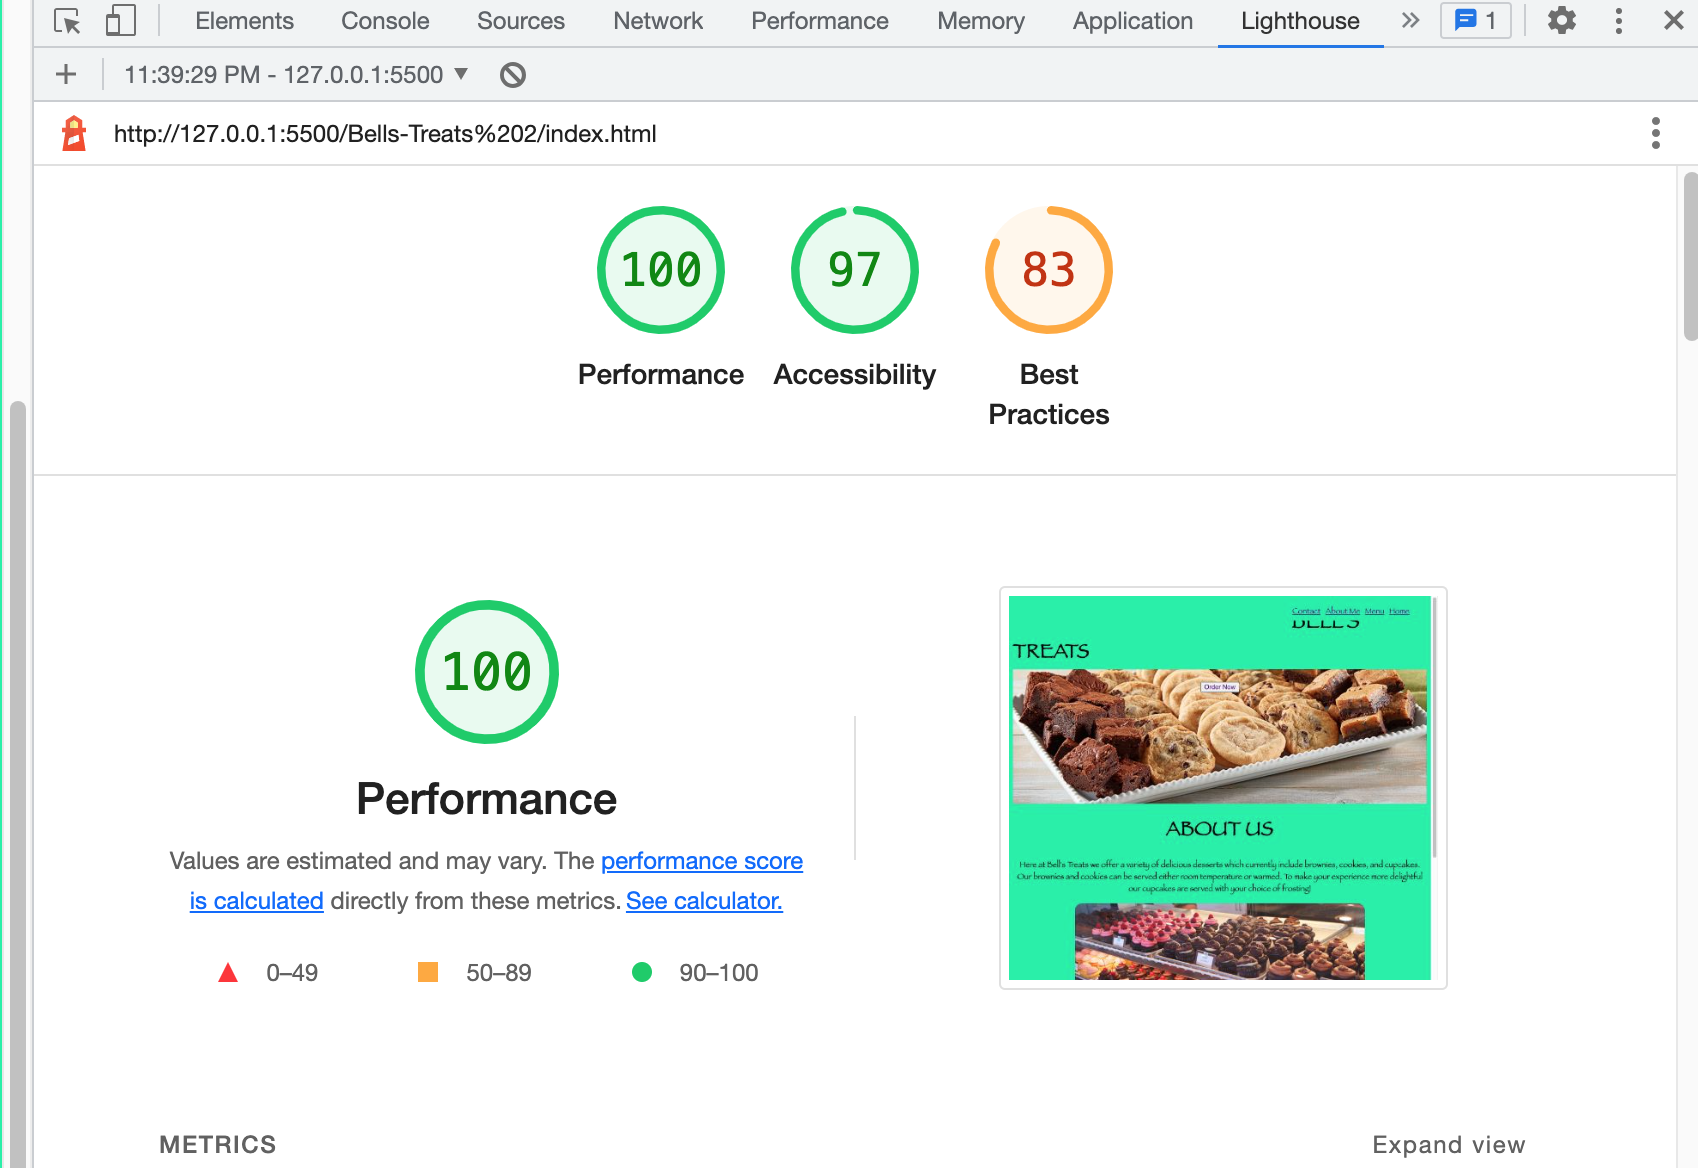 Elements Console Sources Network Performance Memory Application Lighthouse 1
11:39:29 PM - 127.0.0.1:5500
http://127.0.0.1:5500/Bells-Treats%202/index.html
100 97 83
Performance Accessibility Best
Practices
100
Performance
Values are estimated and may vary. The performance score
is calculated directly from these metrics. See calculator.
0–49 50–89 90–100
Contact About Me Menu Home
BELL'S
TREATS
Order Now
ABOUT US
Here at Bell's Treats we offer a variety of delicious desserts which currently include brownies, cookies, and cupcakes.
Our brownies and cookies can be served either room temperature or warmed. To make your experience more delightful
our cupcakes are served with your choice of frosting!
METRICS Expand view